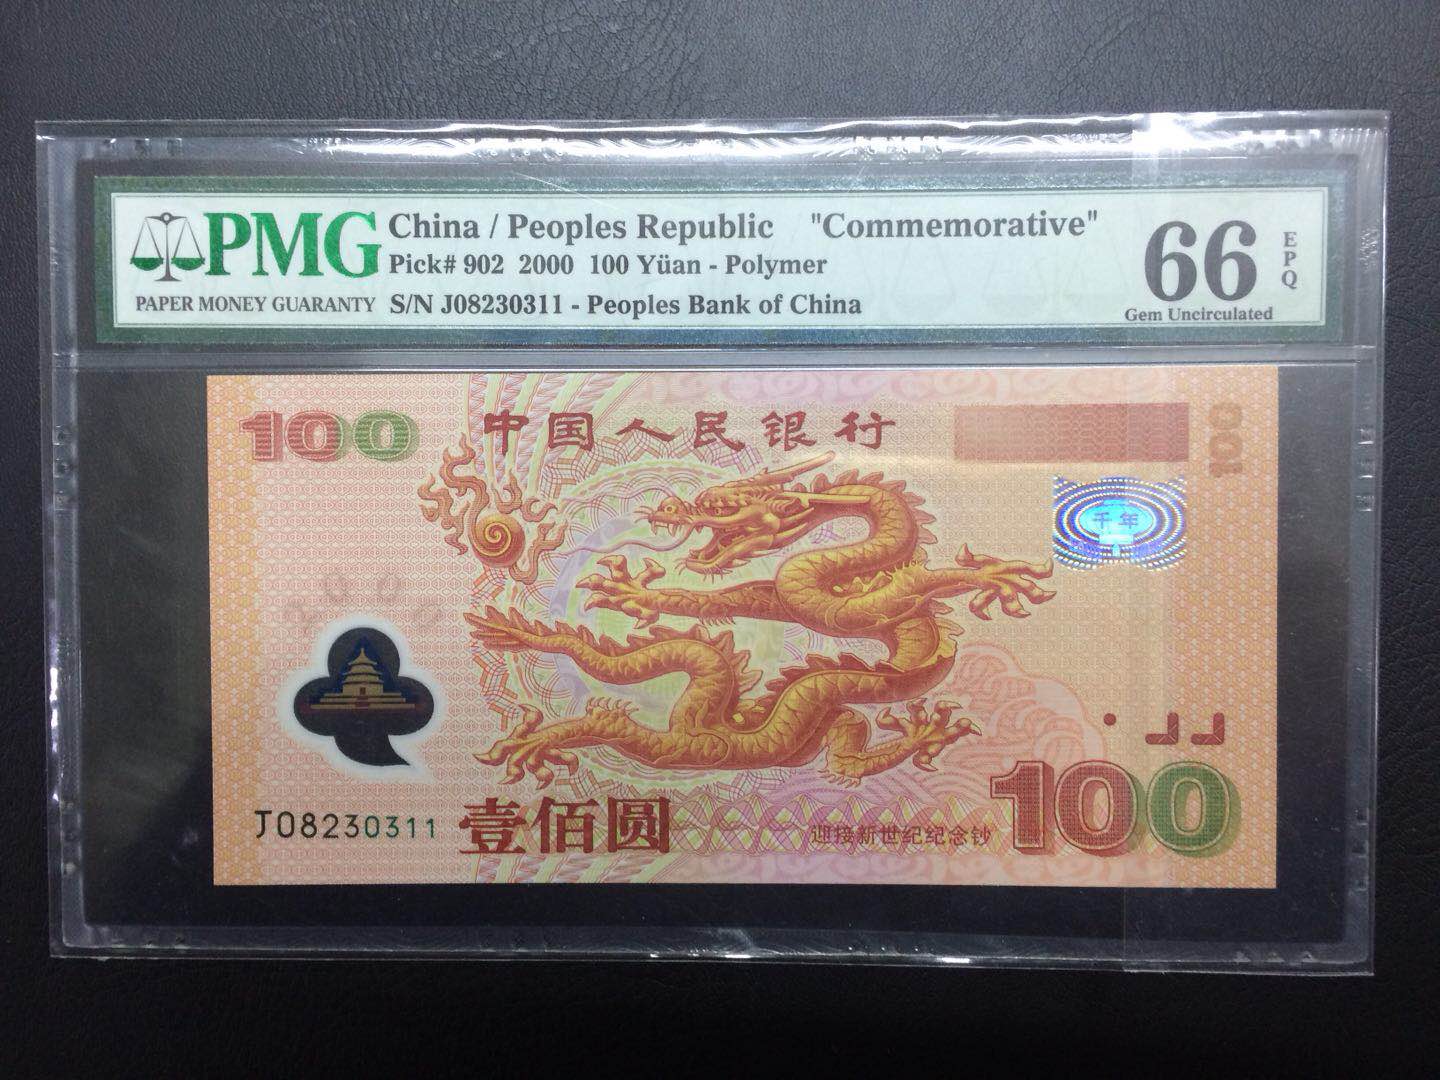 PMG
PAPER MONEY GUARANTY
China / Peoples Republic "Commemorative"
Pick# 902 2000 100 Yüan - Polymer
S/N J08230311 - Peoples Bank of China
66
EPQ
Gem Uncirculated
100
中国人民银行
100
千年
2000
J08230311
壹佰圆
迎接新世纪纪念钞
100